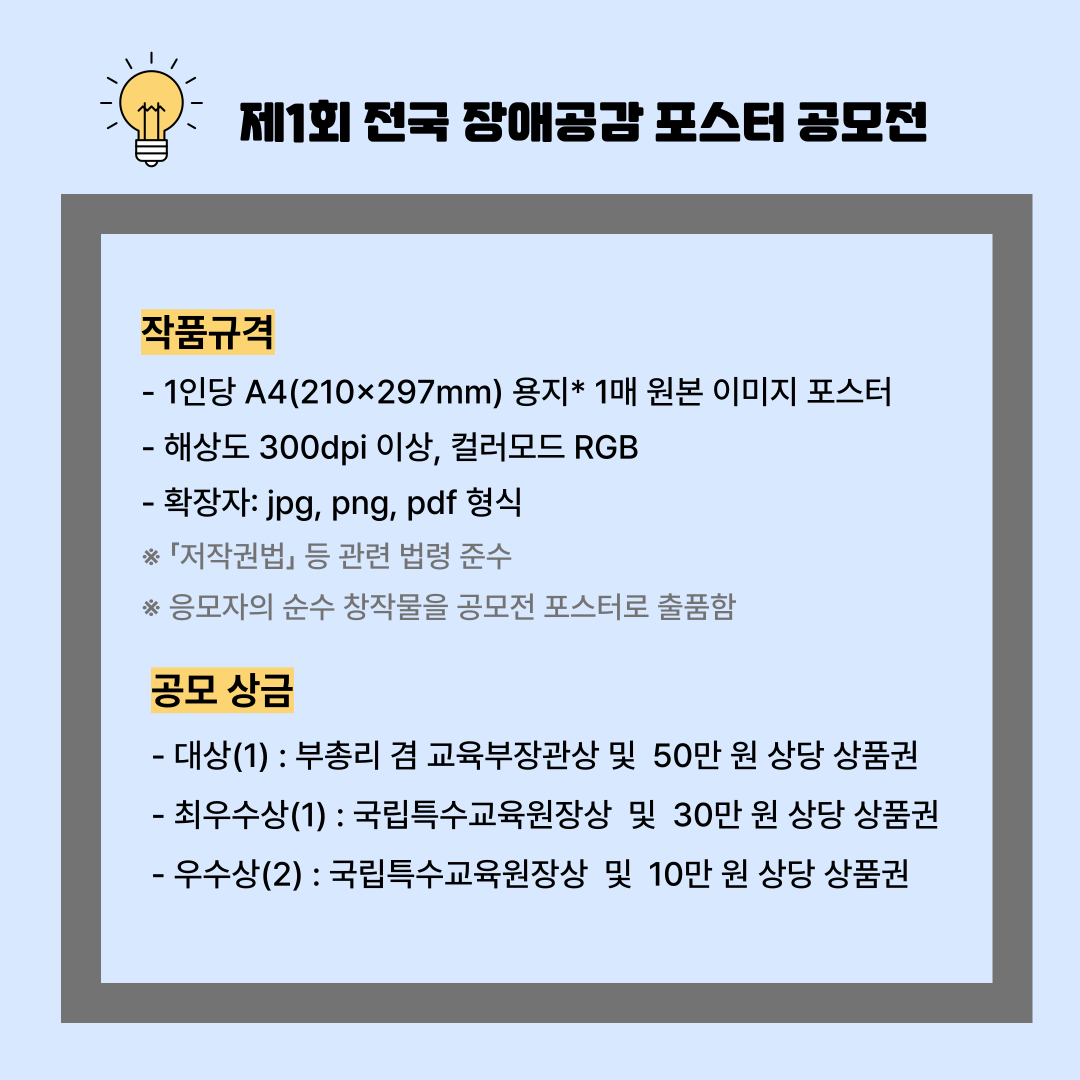 제1회 전국 장애공감 포스터 공모전
작품규격
- 1인당 A4(210×297mm) 용지* 1매 원본 이미지 포스터
- 해상도 300dpi 이상, 컬러모드 RGB
- 확장자: jpg, png, pdf 형식
※ 「저작권법」 등 관련 법령 준수
※ 응모자의 순수 창작물을 공모전 포스터로 출품함
공모 상금
- 대상(1) : 부총리 겸 교육부장관상 및 50만 원 상당 상품권
- 최우수상(1) : 국립특수교육원장상 및 30만 원 상당 상품권
- 우수상(2) : 국립특수교육원장상 및 10만 원 상당 상품권